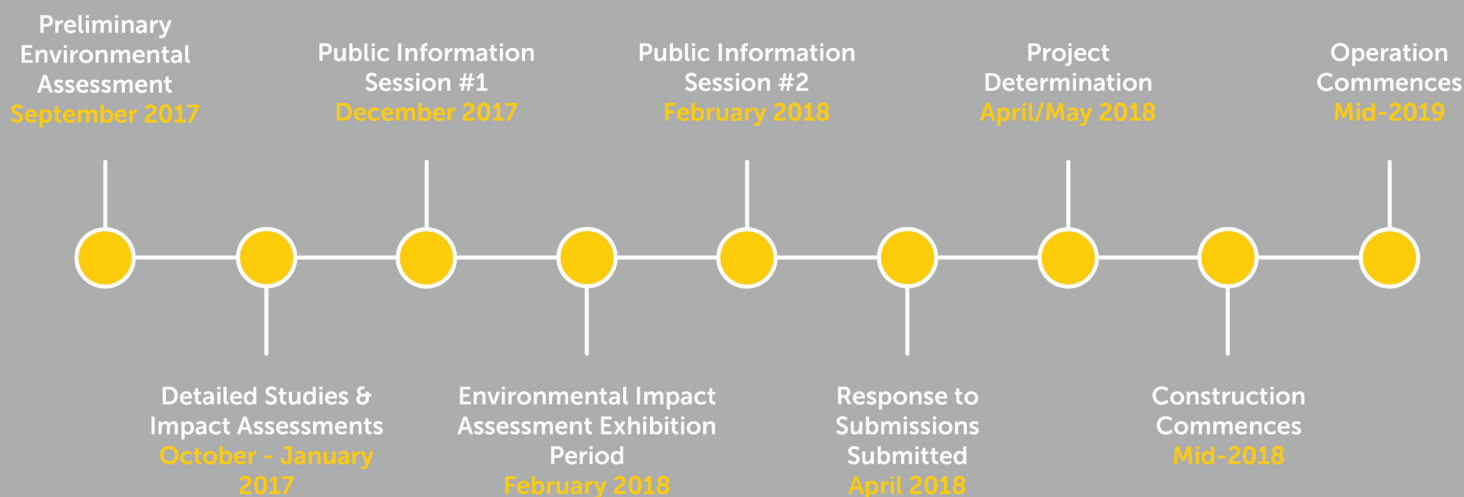 Preliminary
Environmental
Assessment
September 2017
Public Information
Session #1
December 2017
Public Information
Session #2
February 2018
Project
Determination
April/May 2018
Operation
Commences
Mid-2019
Detailed Studies &
Impact Assessments
October - January
2017
Environmental Impact
Assessment Exhibition
Period
February 2018
Response to
Submissions
Submitted
April 2018
Construction
Commences
Mid-2018